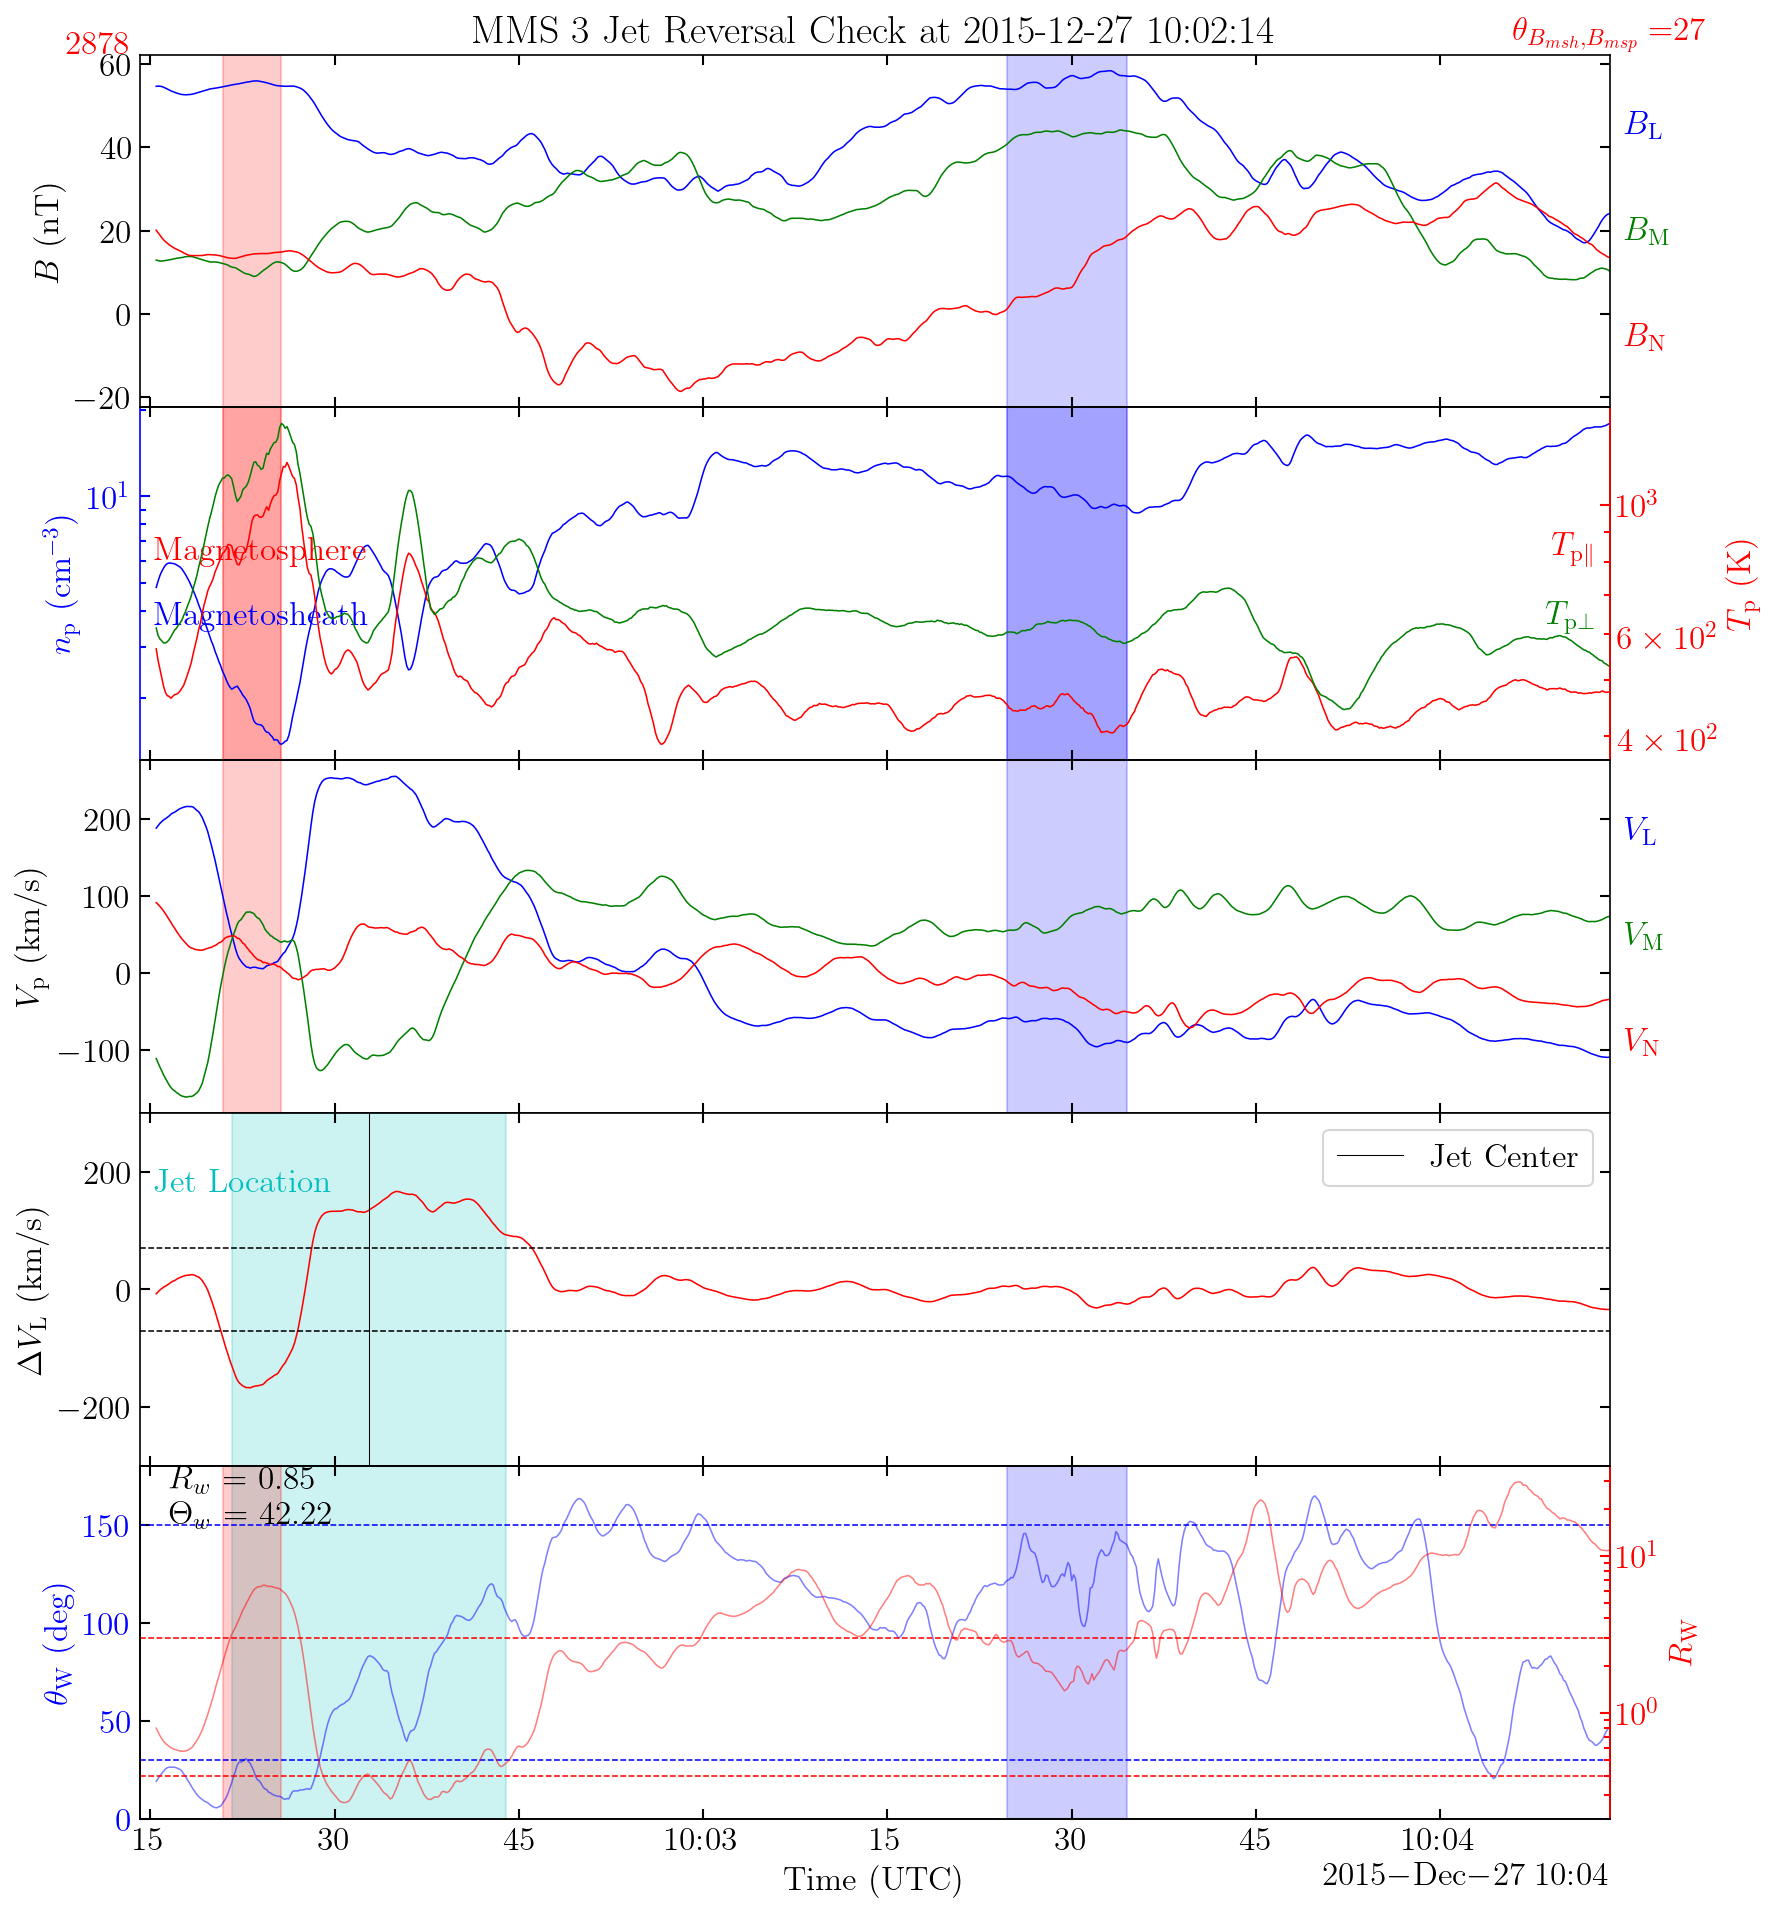 MMS 3 Jet Reversal Check at 2015-12-27 10:02:14
2878
θ_{B_{msh},B_{msp}} =27
60
40
20
0
−20
B (nT)
B_L
B_M
B_N
10^1
n_p (cm^{−3})
Magnetosphere
Magnetosheath
10^3
6 × 10^2
4 × 10^2
T_{p∥}
T_{p⊥}
T_p (K)
200
100
0
−100
V_p (km/s)
V_L
V_M
V_N
200
0
−200
ΔV_L (km/s)
Jet Location
Jet Center
R_w = 0.85
Θ_w = 42.22
150
100
50
0
θ_W (deg)
10^1
10^0
R_W
15 30 45 10:03 15 30 45 10:04
Time (UTC)
2015−Dec−27 10:04